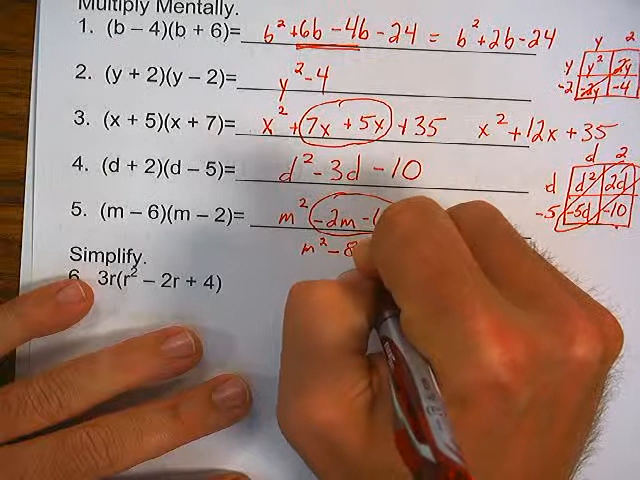 Multiply Mentally.
1. (b – 4)(b + 6)= b² +6b -4b -24 = b² +2b -24
y 2
y y² 2y
-2 -2y -4
2. (y + 2)(y – 2)= y² -4
3. (x + 5)(x + 7)= x² + 7x + 5x + 35 x² + 12x + 35
4. (d + 2)(d – 5)= d² - 3d - 10
d 2
d d² 2d
-5 -5d -10
5. (m – 6)(m – 2)= m² -2m -
m² - 8
Simplify.
6. 3r(r² – 2r + 4)